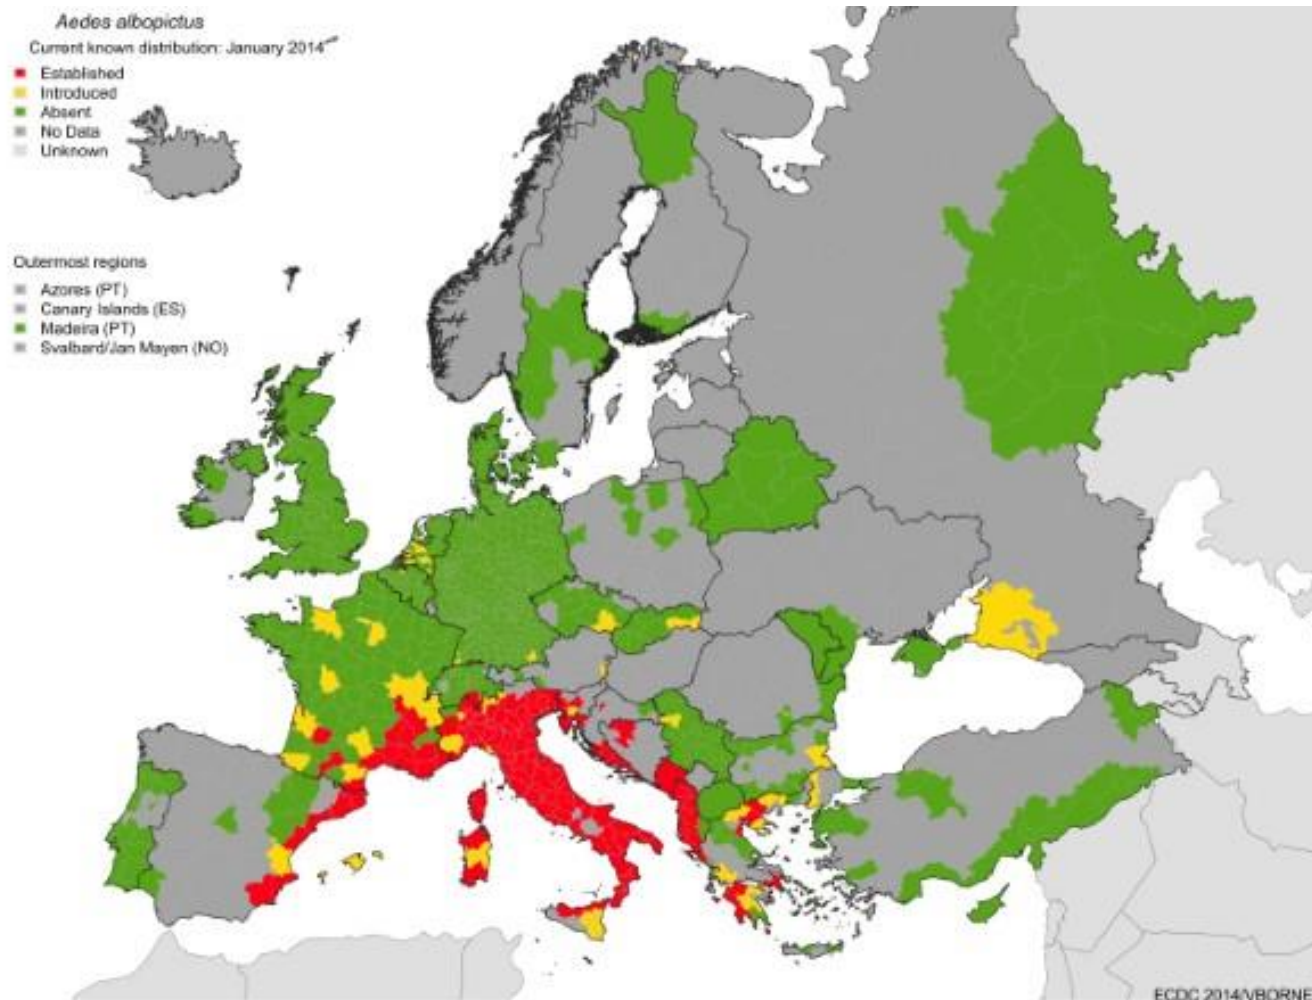 Aedes albopictus
Current known distribution: January 2014
Established
Introduced
Absent
No Data
Unknown
Outermost regions
Azores (PT)
Canary Islands (ES)
Madeira (PT)
Svalbard/Jan Mayen (NO)
ECDC 2014/VBORNE